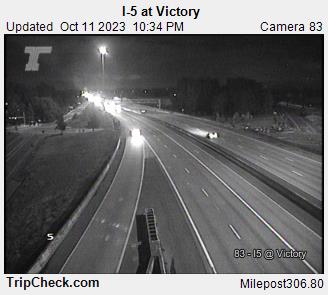 I-5 at Victory
Updated Oct 11 2023 10:34 PM Camera 83
T
S
83 - I5 @ Victory
TripCheck.com Milepost306.80